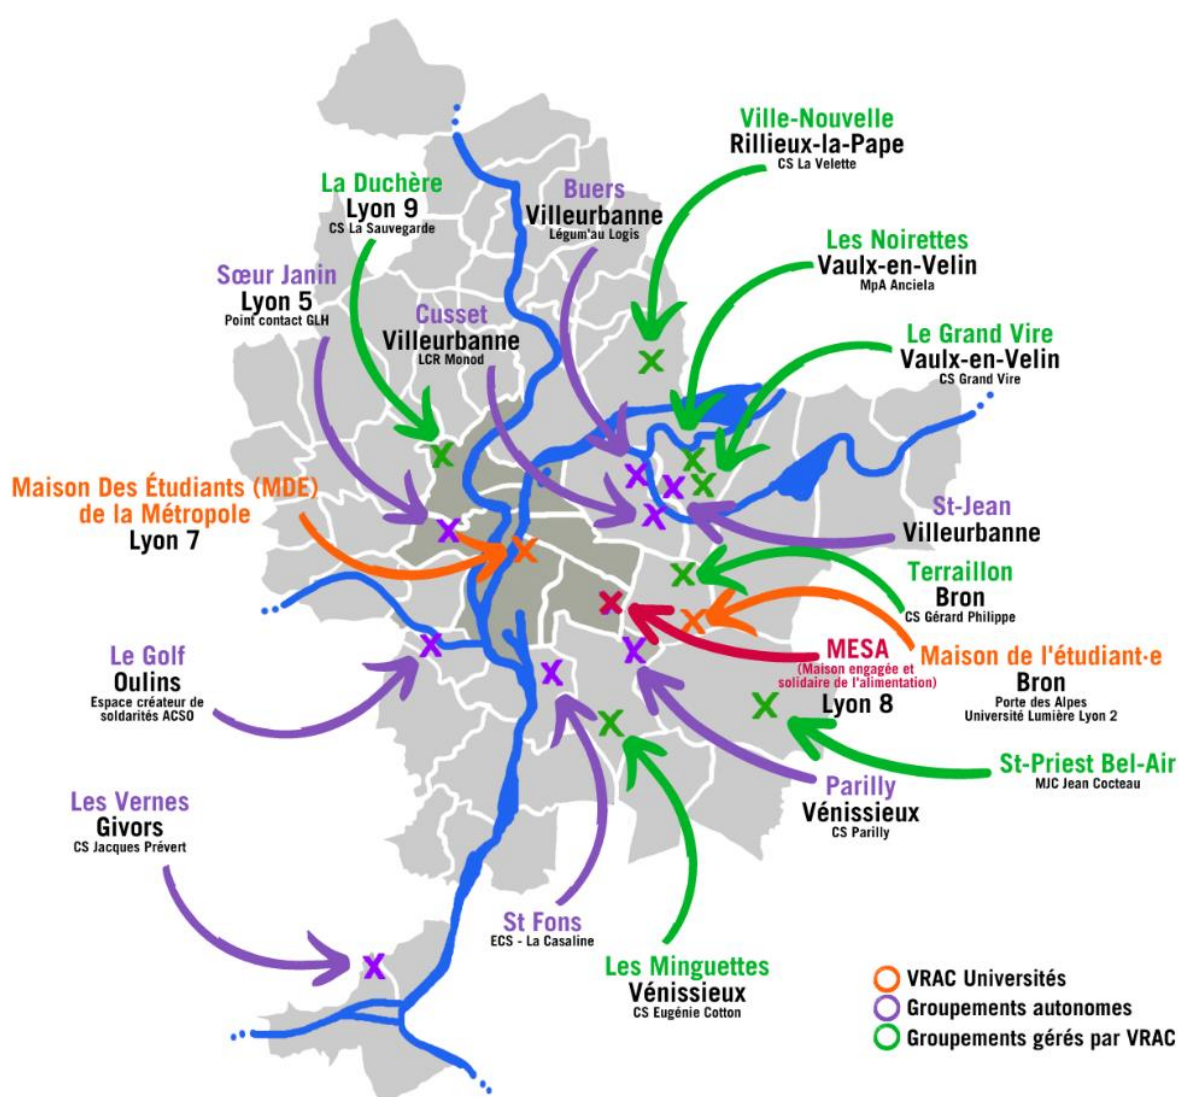 Ville-Nouvelle
Rillieux-la-Pape
CS La Velette
La Duchère
Lyon 9
CS La Sauvegarde
Buers
Villeurbanne
Légum'au Logis
Les Noirettes
Vaulx-en-Velin
MpA Anciela
Sœur Janin
Lyon 5
Point contact GLH
Cusset
Villeurbanne
LCR Monod
Le Grand Vire
Vaulx-en-Velin
CS Grand Vire
Maison Des Étudiants (MDE)
de la Métropole
Lyon 7
St-Jean
Villeurbanne
Terraillon
Bron
CS Gérard Philippe
Le Golf
Oulins
Espace créateur de
soldarités ACSO
MESA
(Maison engagée et
solidaire de l'alimentation)
Lyon 8
Maison de l'étudiant·e
Bron
Porte des Alpes
Université Lumière Lyon 2
St-Priest Bel-Air
MJC Jean Cocteau
Parilly
Vénissieux
CS Parilly
Les Vernes
Givors
CS Jacques Prévert
St Fons
ECS - La Casaline
Les Minguettes
Vénissieux
CS Eugénie Cotton
VRAC Universités
Groupements autonomes
Groupements gérés par VRAC